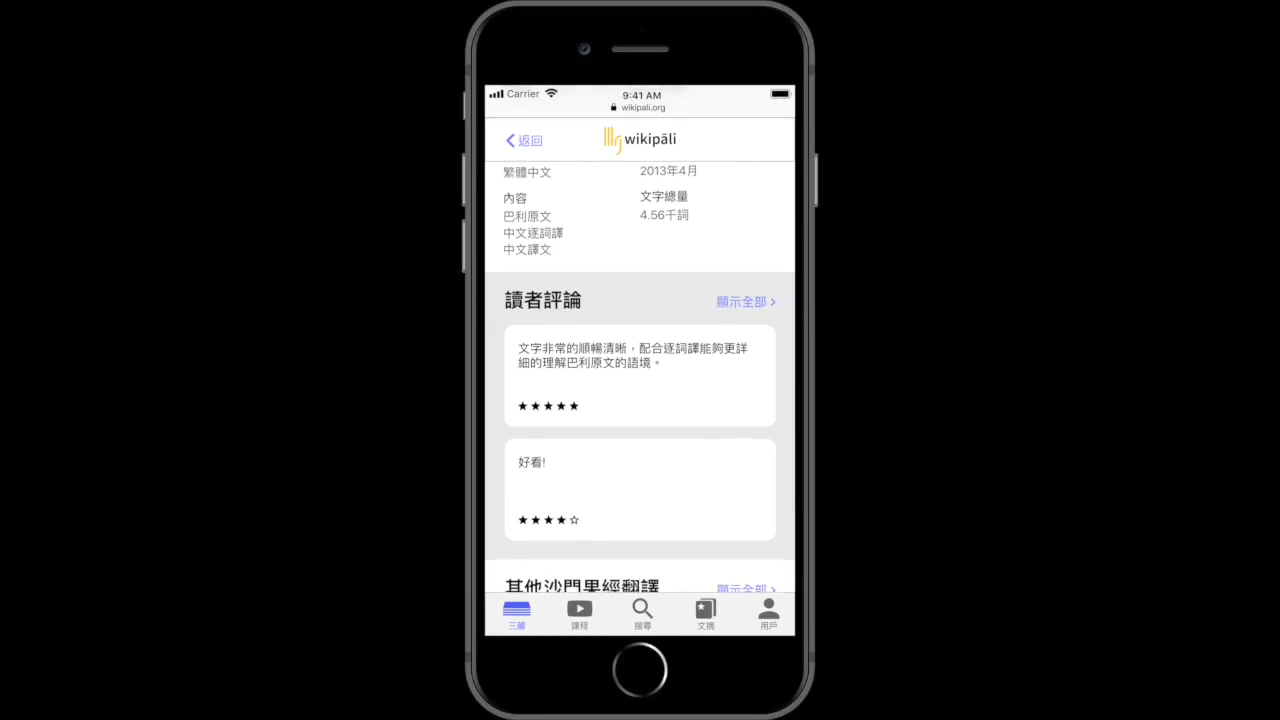 Carrier
9:41 AM
wikipali.org
返回
wikipāli
繁體中文
2013年4月
內容
文字總量
巴利原文
4.56千詞
中文逐詞譯
中文譯文
讀者評論
顯示全部
文字非常的順暢清晰，配合逐詞譯能夠更詳
細的理解巴利原文的語境。
★★★★★
好看!
★★★★☆
其他沙門果經翻譯
顯示全部
三藏
課程
搜尋
文摘
用戶